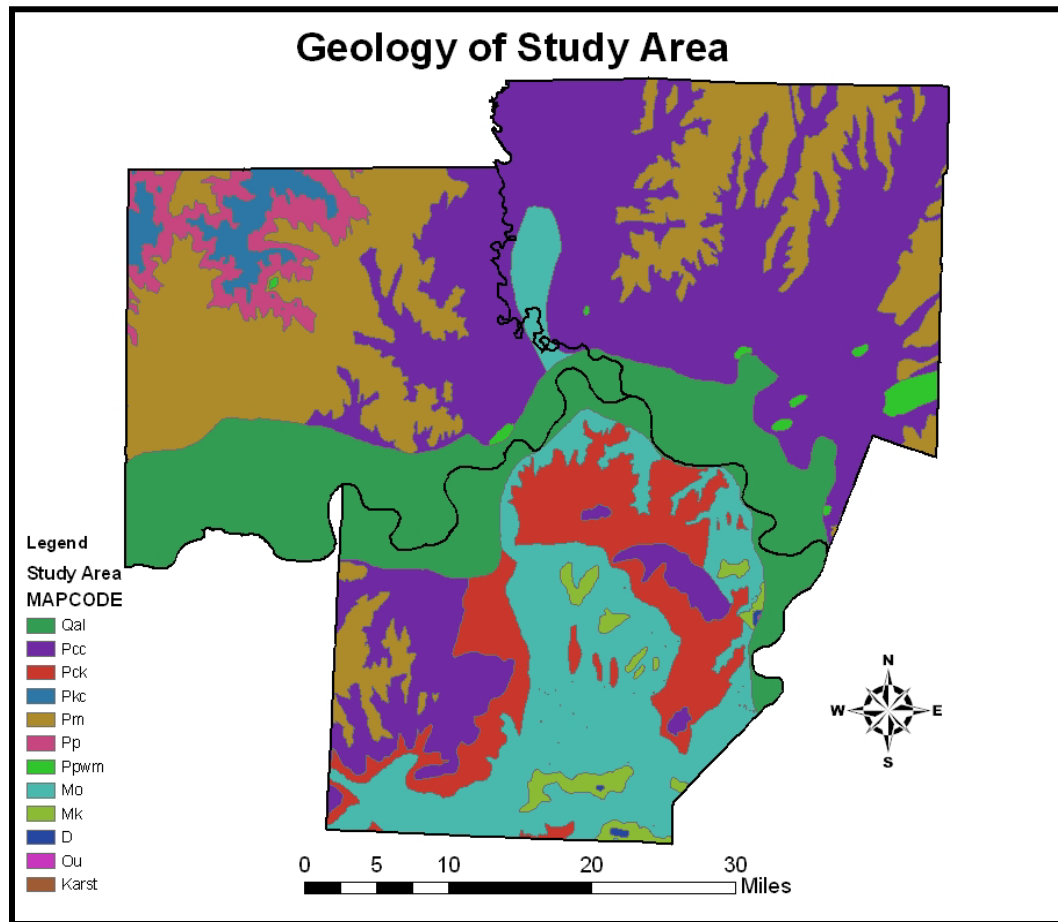 Geology of Study Area
Legend
Study Area
MAPCODE
Qal
Pcc
Pck
Pkc
Pm
Pp
Ppwm
Mo
Mk
D
Ou
Karst
N
W E
S
0 5 10 20 30
Miles